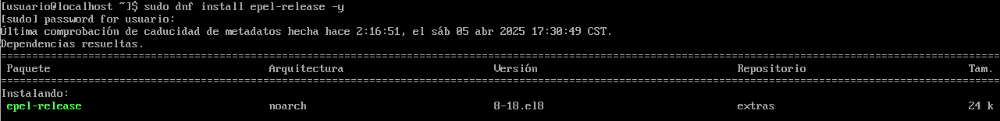 [usuario@localhost ~]$ sudo dnf install epel-release -y
[sudo] password for usuario:
Última comprobación de caducidad de metadatos hecha hace 2:16:51, el sáb 05 abr 2025 17:30:49 CST.
Dependencias resueltas.
Paquete Arquitectura Versión Repositorio Tam.
Instalando:
epel-release noarch 8-18.el8 extras 24 k